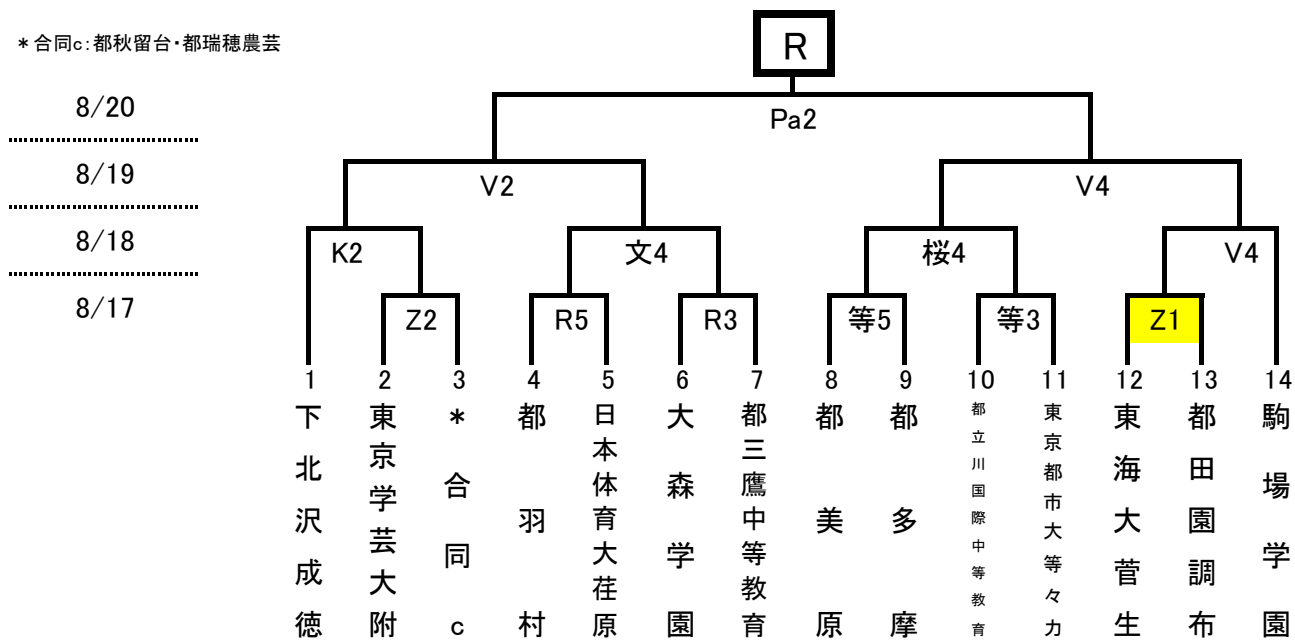 R
*合同c:都秋留台・都瑞穂農芸
8/20
Pa2
8/19
V2
V4
8/18
K2
文4
桜4
V4
8/17
Z2
R5
R3
等5
等3
Z1
1
2
3
4
5
6
7
8
9
10
11
12
13
14
下北沢成徳
東京学芸大附
*合同c
都羽村
日本体育大荏原
大森学園
都三鷹中等教育
都美原
都多摩
都立川国際中等教育
東京都市大等々力
東海大菅生
都田園調布
駒場学園